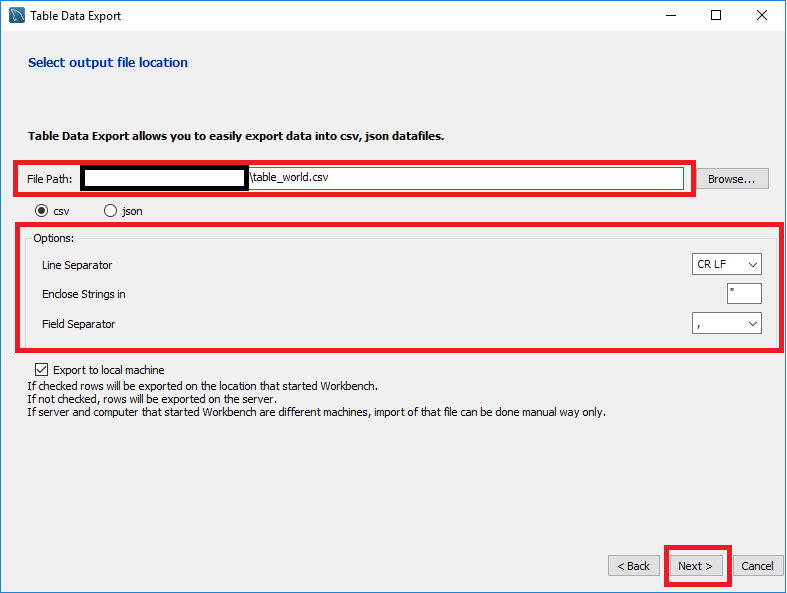 Table Data Export
Select output file location
Table Data Export allows you to easily export data into csv, json datafiles.
File Path: \table_world.csv Browse...
csv json
Options:
Line Separator CR LF
Enclose Strings in "
Field Separator ,
Export to local machine
If checked rows will be exported on the location that started Workbench.
If not checked, rows will be exported on the server.
If server and computer that started Workbench are different machines, import of that file can be done manual way only.
< Back Next > Cancel